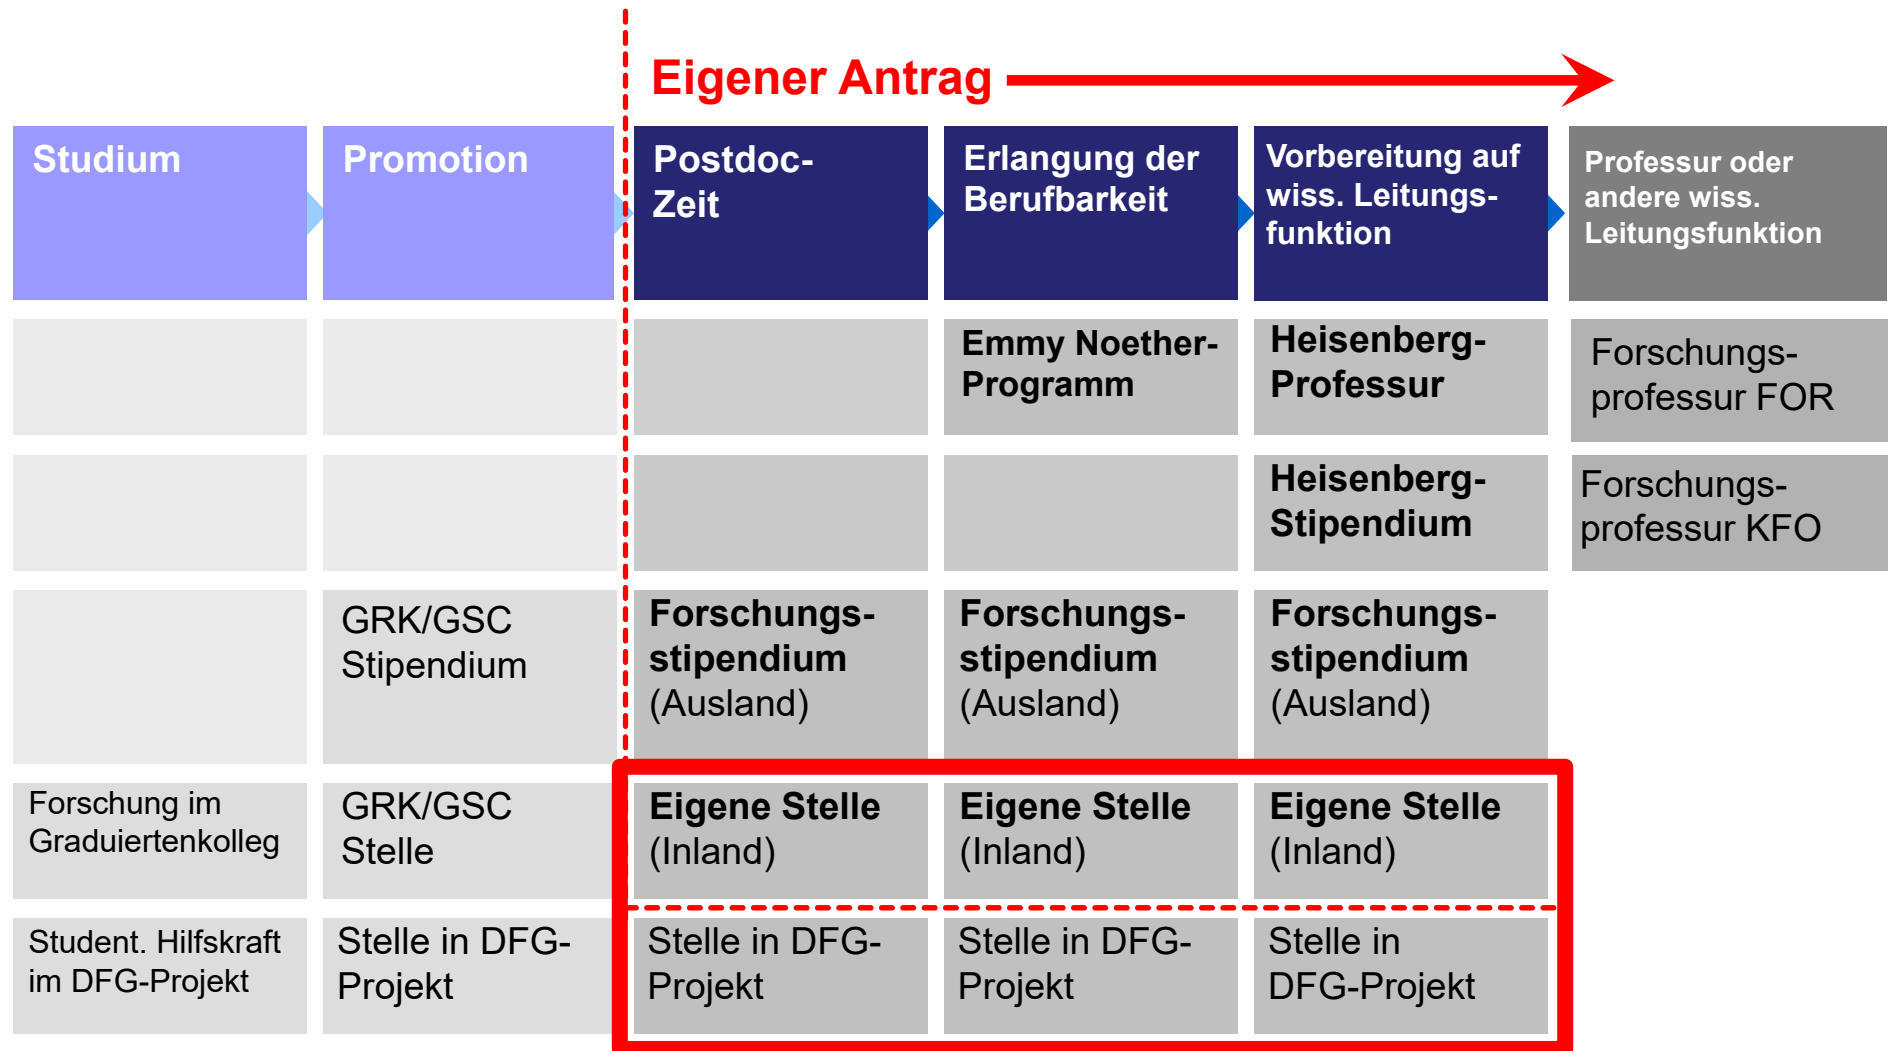 Eigener Antrag
Studium
Promotion
Postdoc-
Zeit
Erlangung der
Berufbarkeit
Vorbereitung auf
wiss. Leitungs-
funktion
Professur oder
andere wiss.
Leitungsfunktion
Emmy Noether-
Programm
Heisenberg-
Professur
Forschungs-
professur FOR
Heisenberg-
Stipendium
Forschungs-
professur KFO
GRK/GSC
Stipendium
Forschungs-
stipendium
(Ausland)
Forschungs-
stipendium
(Ausland)
Forschungs-
stipendium
(Ausland)
Forschung im
Graduiertenkolleg
GRK/GSC
Stelle
Eigene Stelle
(Inland)
Eigene Stelle
(Inland)
Eigene Stelle
(Inland)
Student. Hilfskraft
im DFG-Projekt
Stelle in DFG-
Projekt
Stelle in DFG-
Projekt
Stelle in DFG-
Projekt
Stelle in
DFG-Projekt